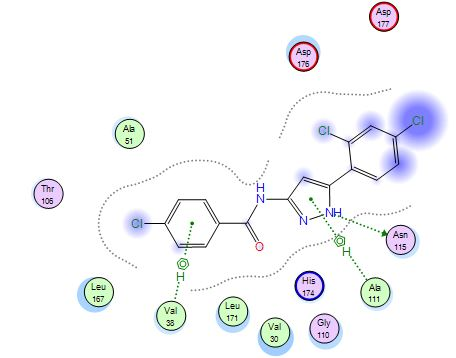 Asp
177
Asp
176
Cl
Cl
Ala
51
Thr
106
H
N
Cl
N
NH
O
Asn
115
H
H
His
174
Ala
111
Leu
167
Val
38
Leu
171
Val
30
Gly
110